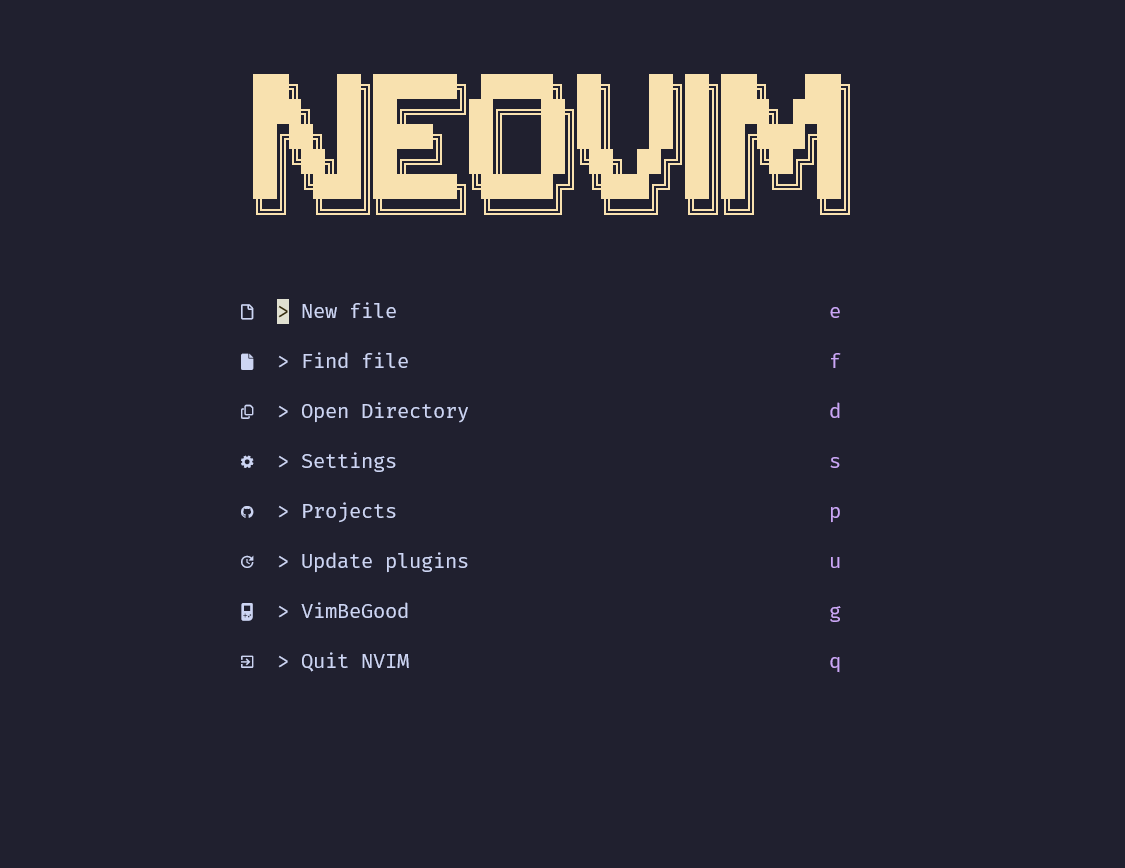 NEOVIM
> New file e
> Find file f
> Open Directory d
> Settings s
> Projects p
> Update plugins u
> VimBeGood g
> Quit NVIM q